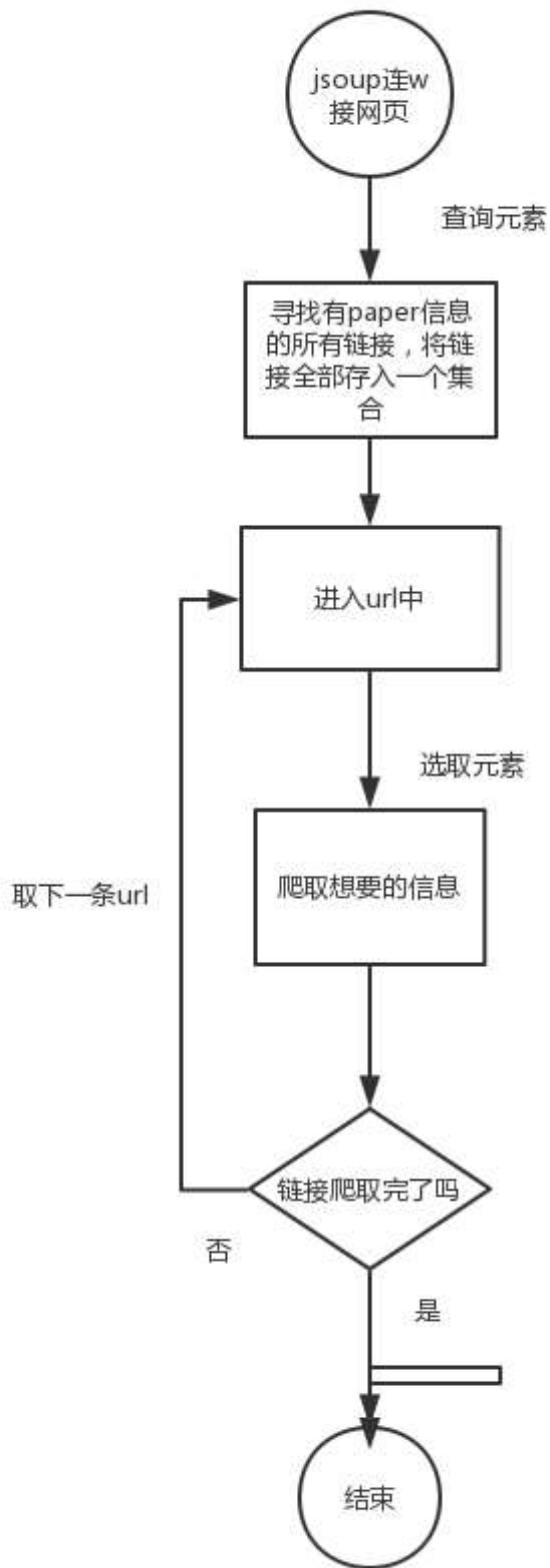 jsoup连w
接网页
查询元素
寻找有paper信息
的所有链接，将链
接全部存入一个集
合
进入url中
选取元素
爬取想要的信息
取下一条url
链接爬取完了吗
否
是
结束